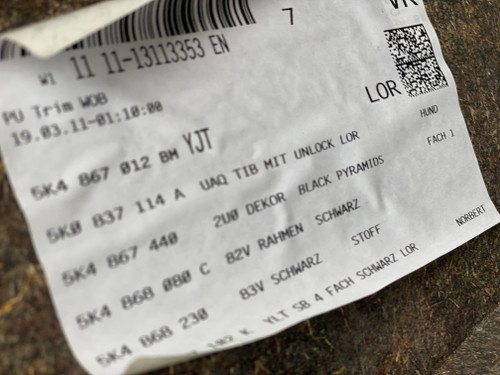 7
VR
W1 11 11-13113353 EN
PU Trim WOB
19.03.11-01:10:00
LOR
5K4 867 012 BM YJT
HUND
5K0 837 114 A UAQ TIB MIT UNLOCK LOR
FACH 1
5K4 867 440 2U0 DEKOR BLACK PYRAMIDS
5K4 868 080 C 82V RAHMEN SCHWARZ
5K4 868 230 83V SCHWARZ STOFF
NORBERT
K YLT SB 4 FACH SCHWARZ LOR